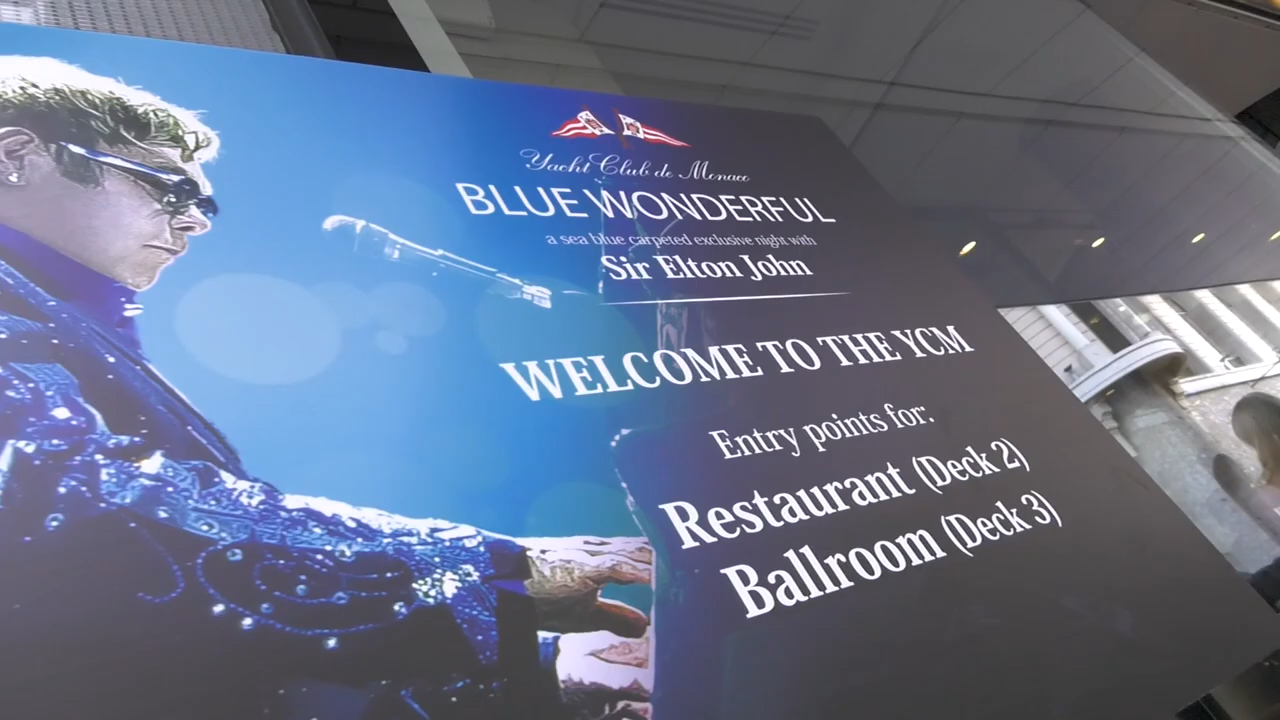 Yacht Club de Monaco
BLUE WONDERFUL
a sea blue carpeted exclusive night with
Sir Elton John
WELCOME TO THE YCM
Entry points for:
Restaurant (Deck 2)
Ballroom (Deck 3)